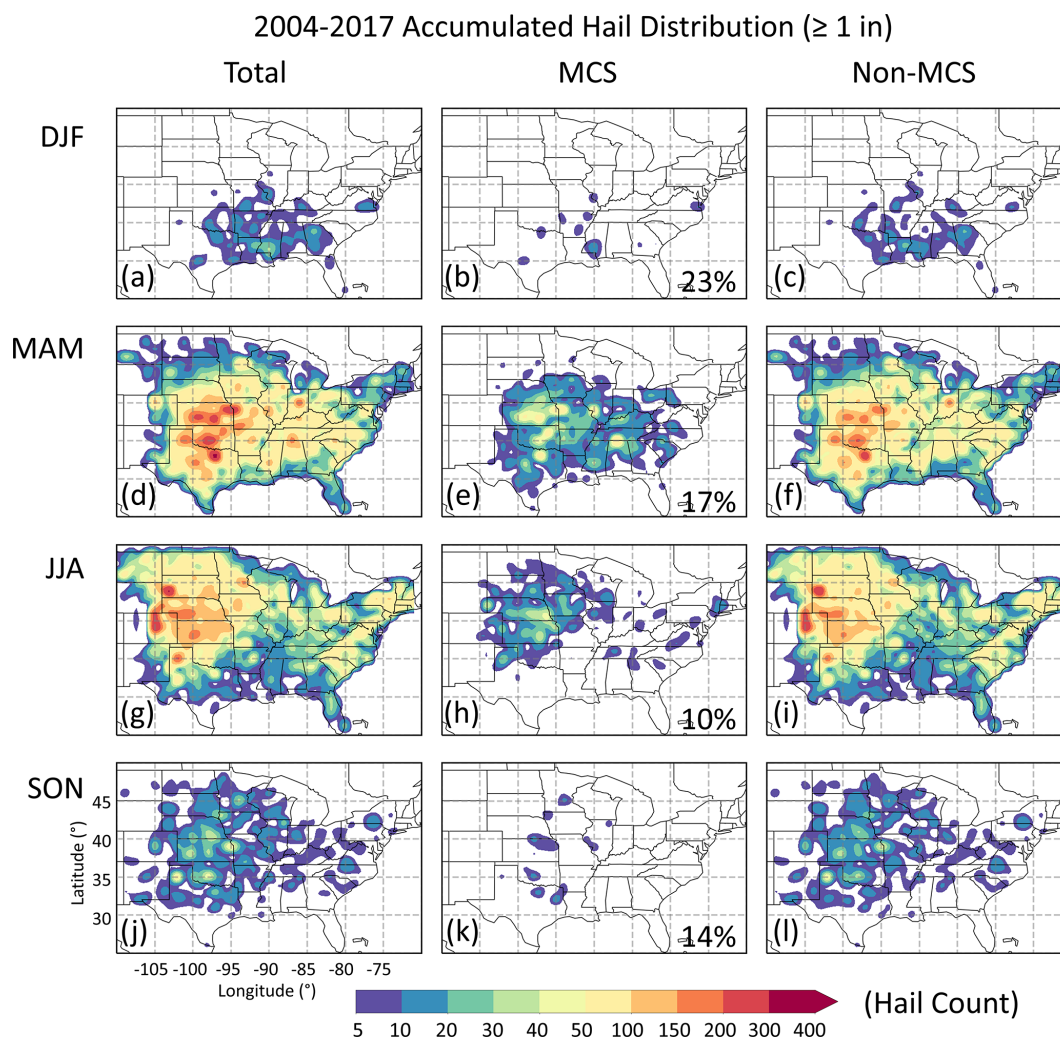 2004-2017 Accumulated Hail Distribution (≥ 1 in)
Total MCS Non-MCS
DJF
(a) (b) 23% (c)
MAM
(d) (e) 17% (f)
JJA
(g) (h) 10% (i)
SON
45
40
35
30
Latitude (°)
(j) (k) 14% (l)
-105 -100 -95 -90 -85 -80 -75
Longitude (°)
(Hail Count)
5 10 20 30 40 50 100 150 200 300 400